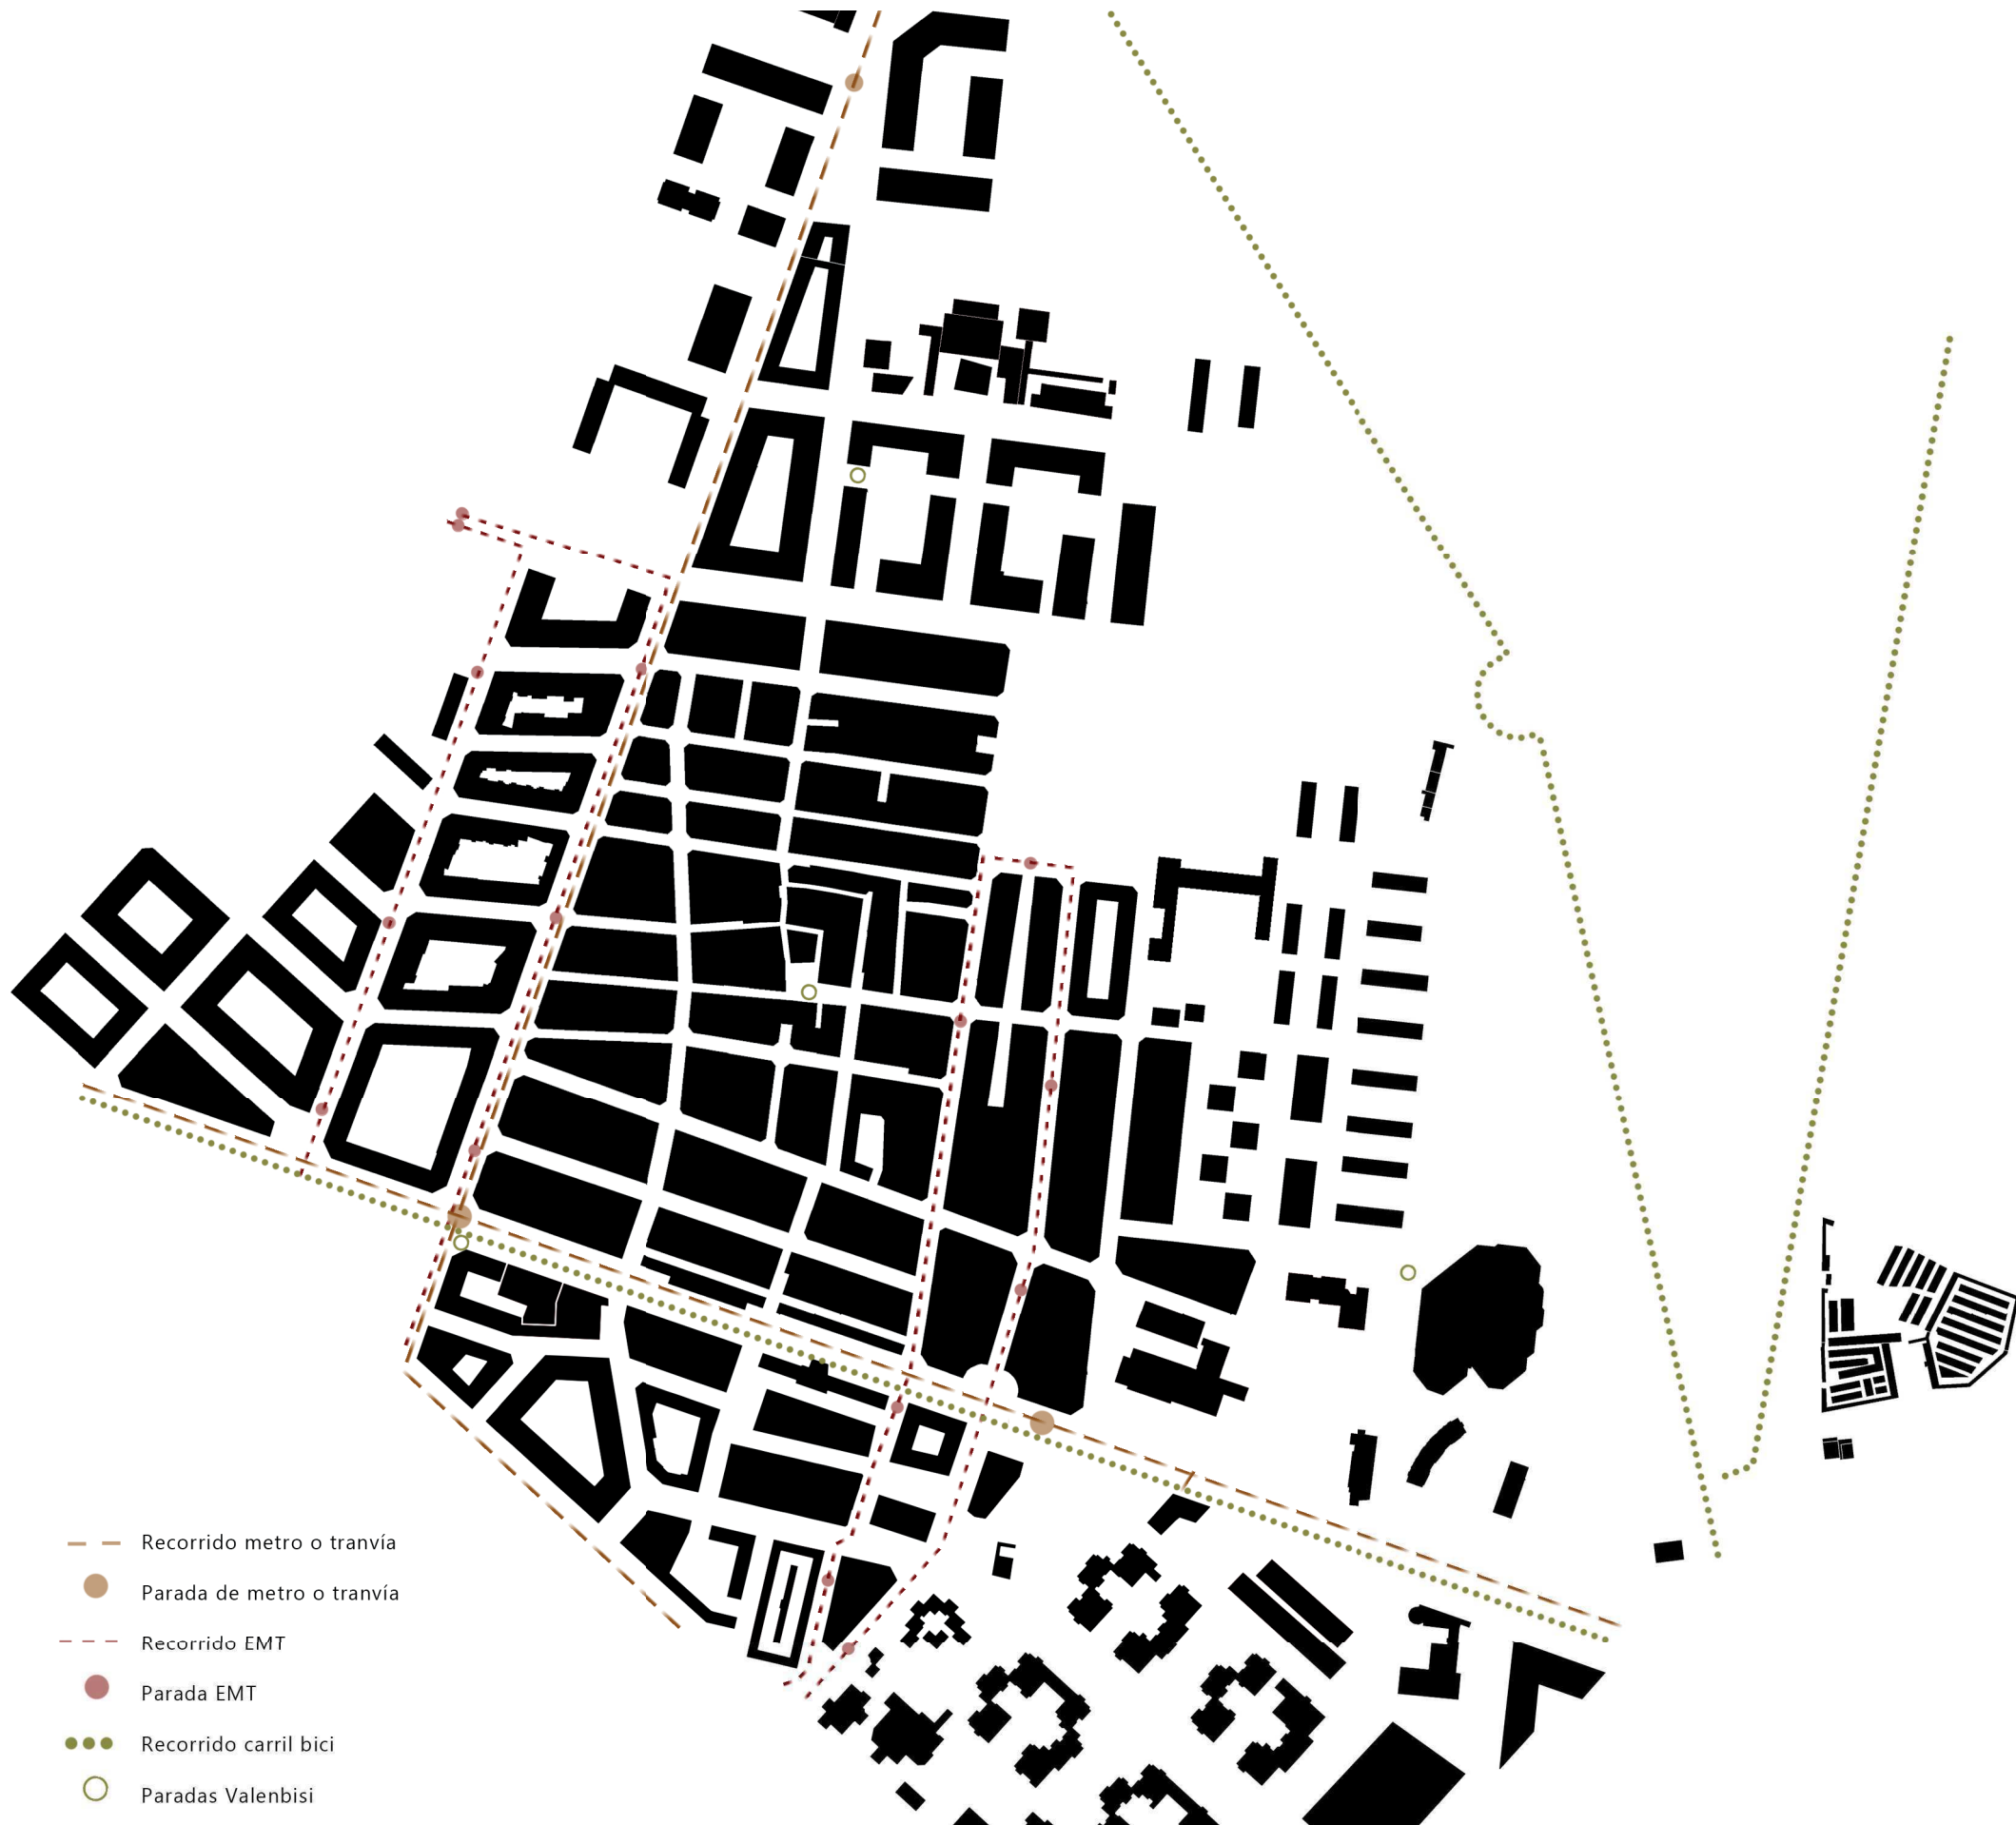 Recorrido metro o tranvía
Parada de metro o tranvía
Recorrido EMT
Parada EMT
Recorrido carril bici
Paradas Valenbisi